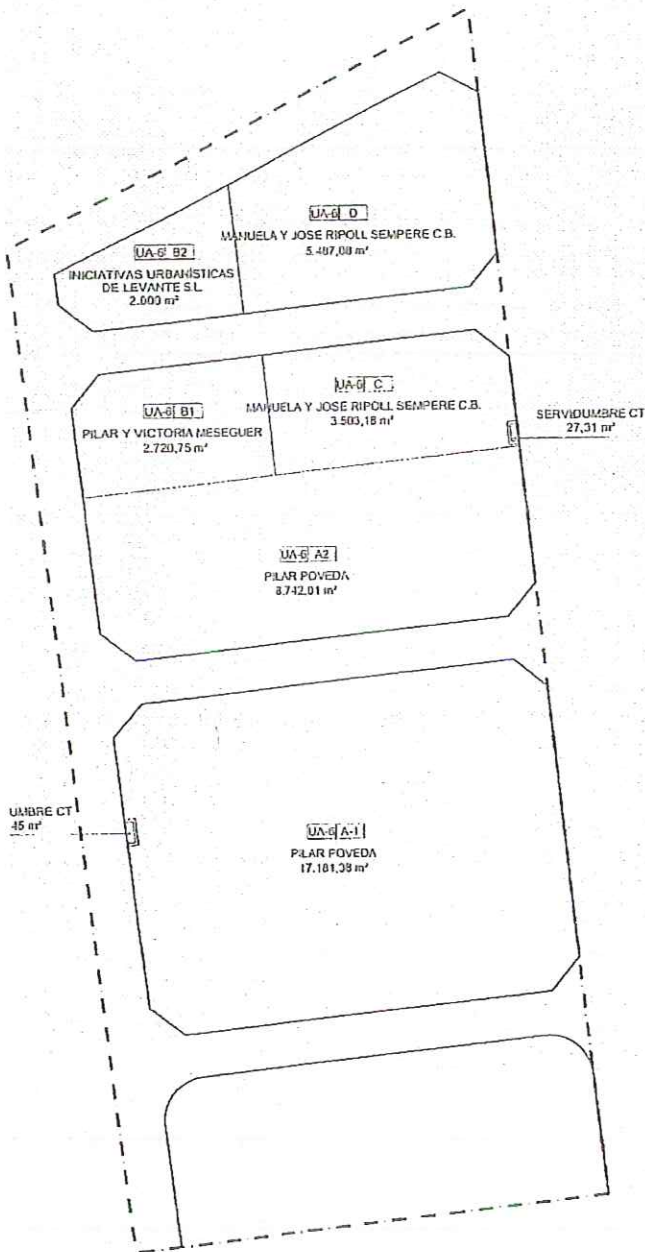 UA-6 D
MANUELA Y JOSE RIPOLL SEMPERE C.B.
5.487,08 m²
UA-6 B2
INICIATIVAS URBANÍSTICAS
DE LEVANTE S.L.
2.000 m²
UA-6 C
MANUELA Y JOSE RIPOLL SEMPERE C.B.
3.503,18 m²
UA-6 B1
PILAR Y VICTORIA MESEGUER
2.720,75 m²
SERVIDUMBRE CT
27,31 m²
UA-6 A2
PILAR POVEDA
8.742,01 m²
UMBRE CT
45 m²
UA-6 A-1
PILAR POVEDA
17.181,38 m²